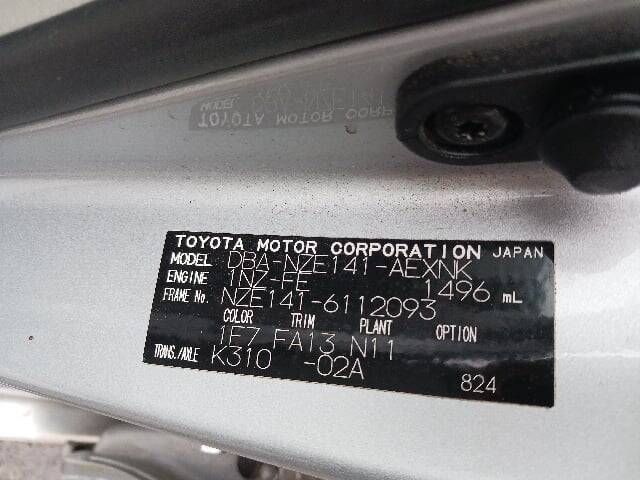 TOYOTA MOTOR CORPORATION JAPAN
MODEL DBA-NZE141-AEXNK
ENGINE 1NZ-FE 1496 mL
FRAME No. NZE141-6112093
COLOR TRIM PLANT OPTION
1F7 FA13 N11
TRANS./AXLE K310 -02A
824